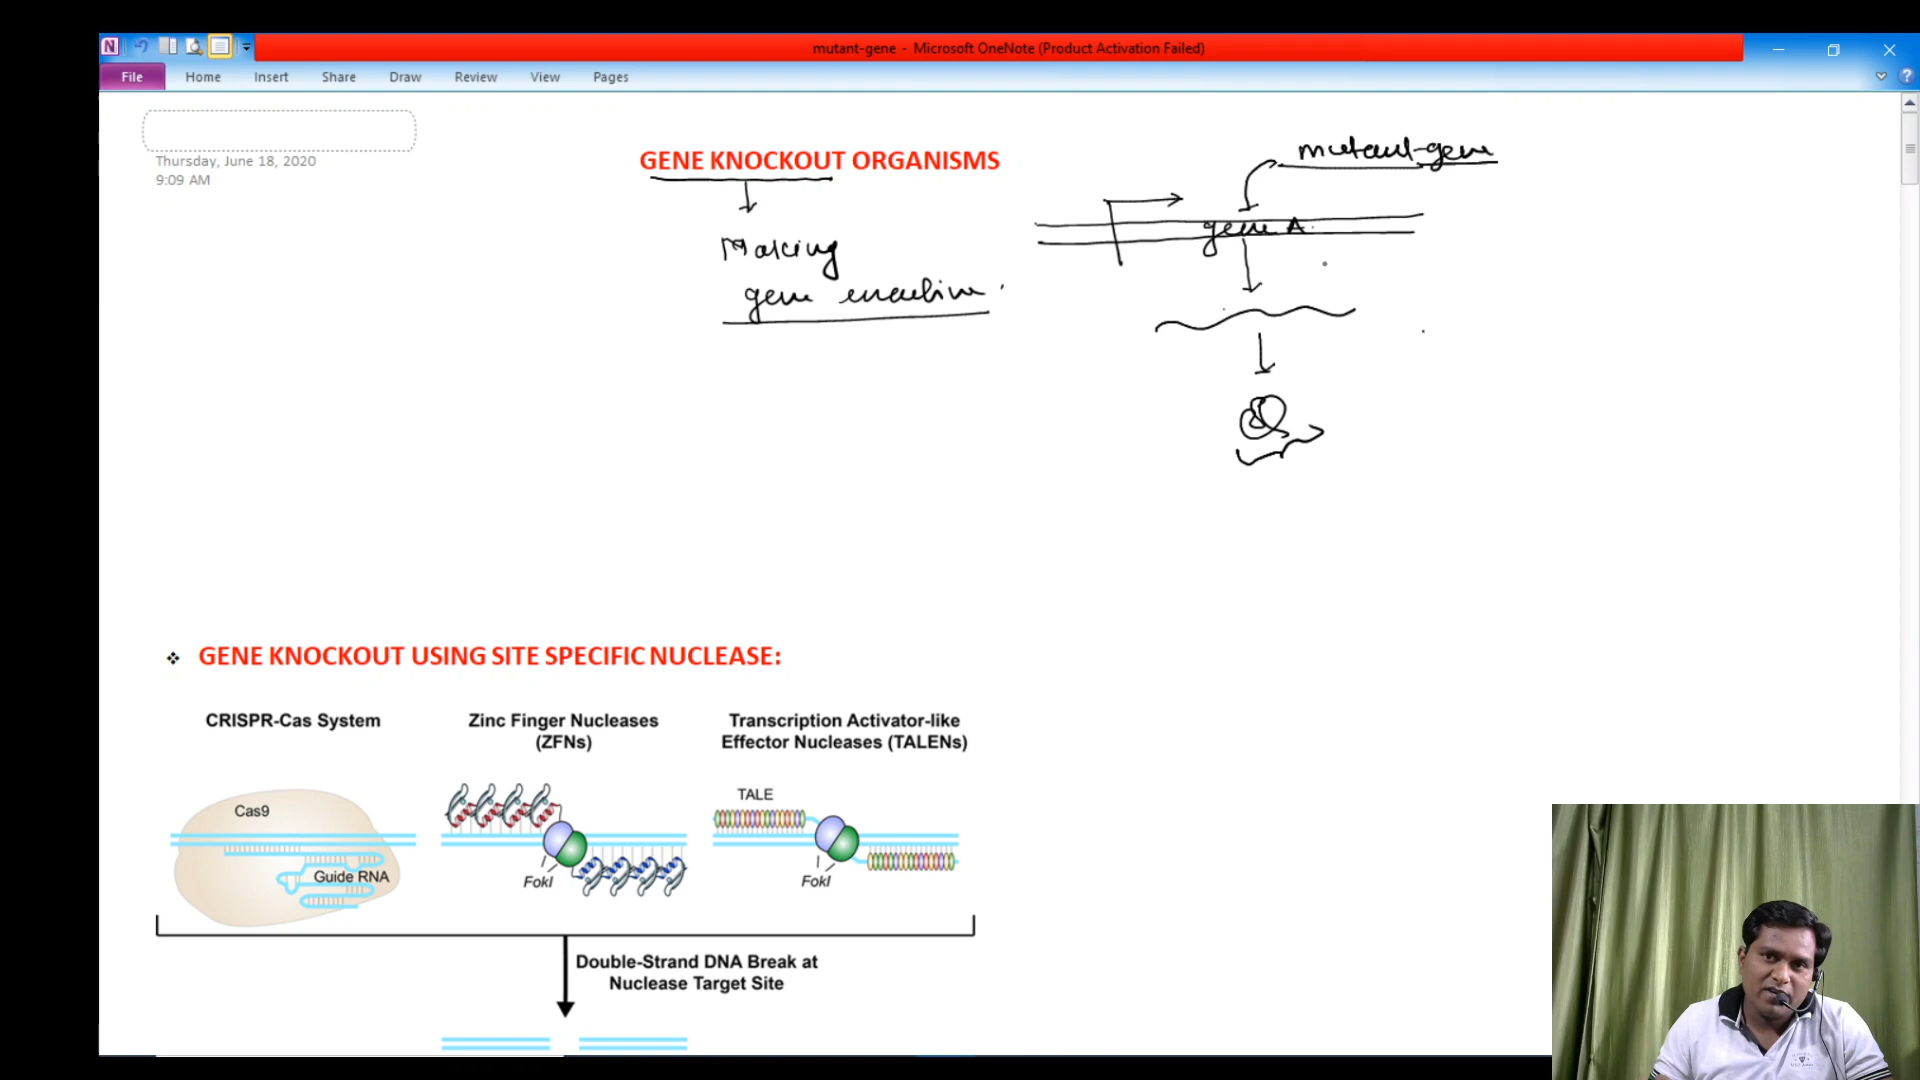 mutant-gene - Microsoft OneNote (Product Activation Failed)
File Home Insert Share Draw Review View Pages
Thursday, June 18, 2020
9:09 AM
GENE KNOCKOUT ORGANISMS
Making
gene inactive.
mutant-gene
gene A
❖ GENE KNOCKOUT USING SITE SPECIFIC NUCLEASE:
CRISPR-Cas System
Cas9
Guide RNA
Zinc Finger Nucleases
(ZFNs)
FokI
Transcription Activator-like
Effector Nucleases (TALENs)
TALE
FokI
Double-Strand DNA Break at
Nuclease Target Site